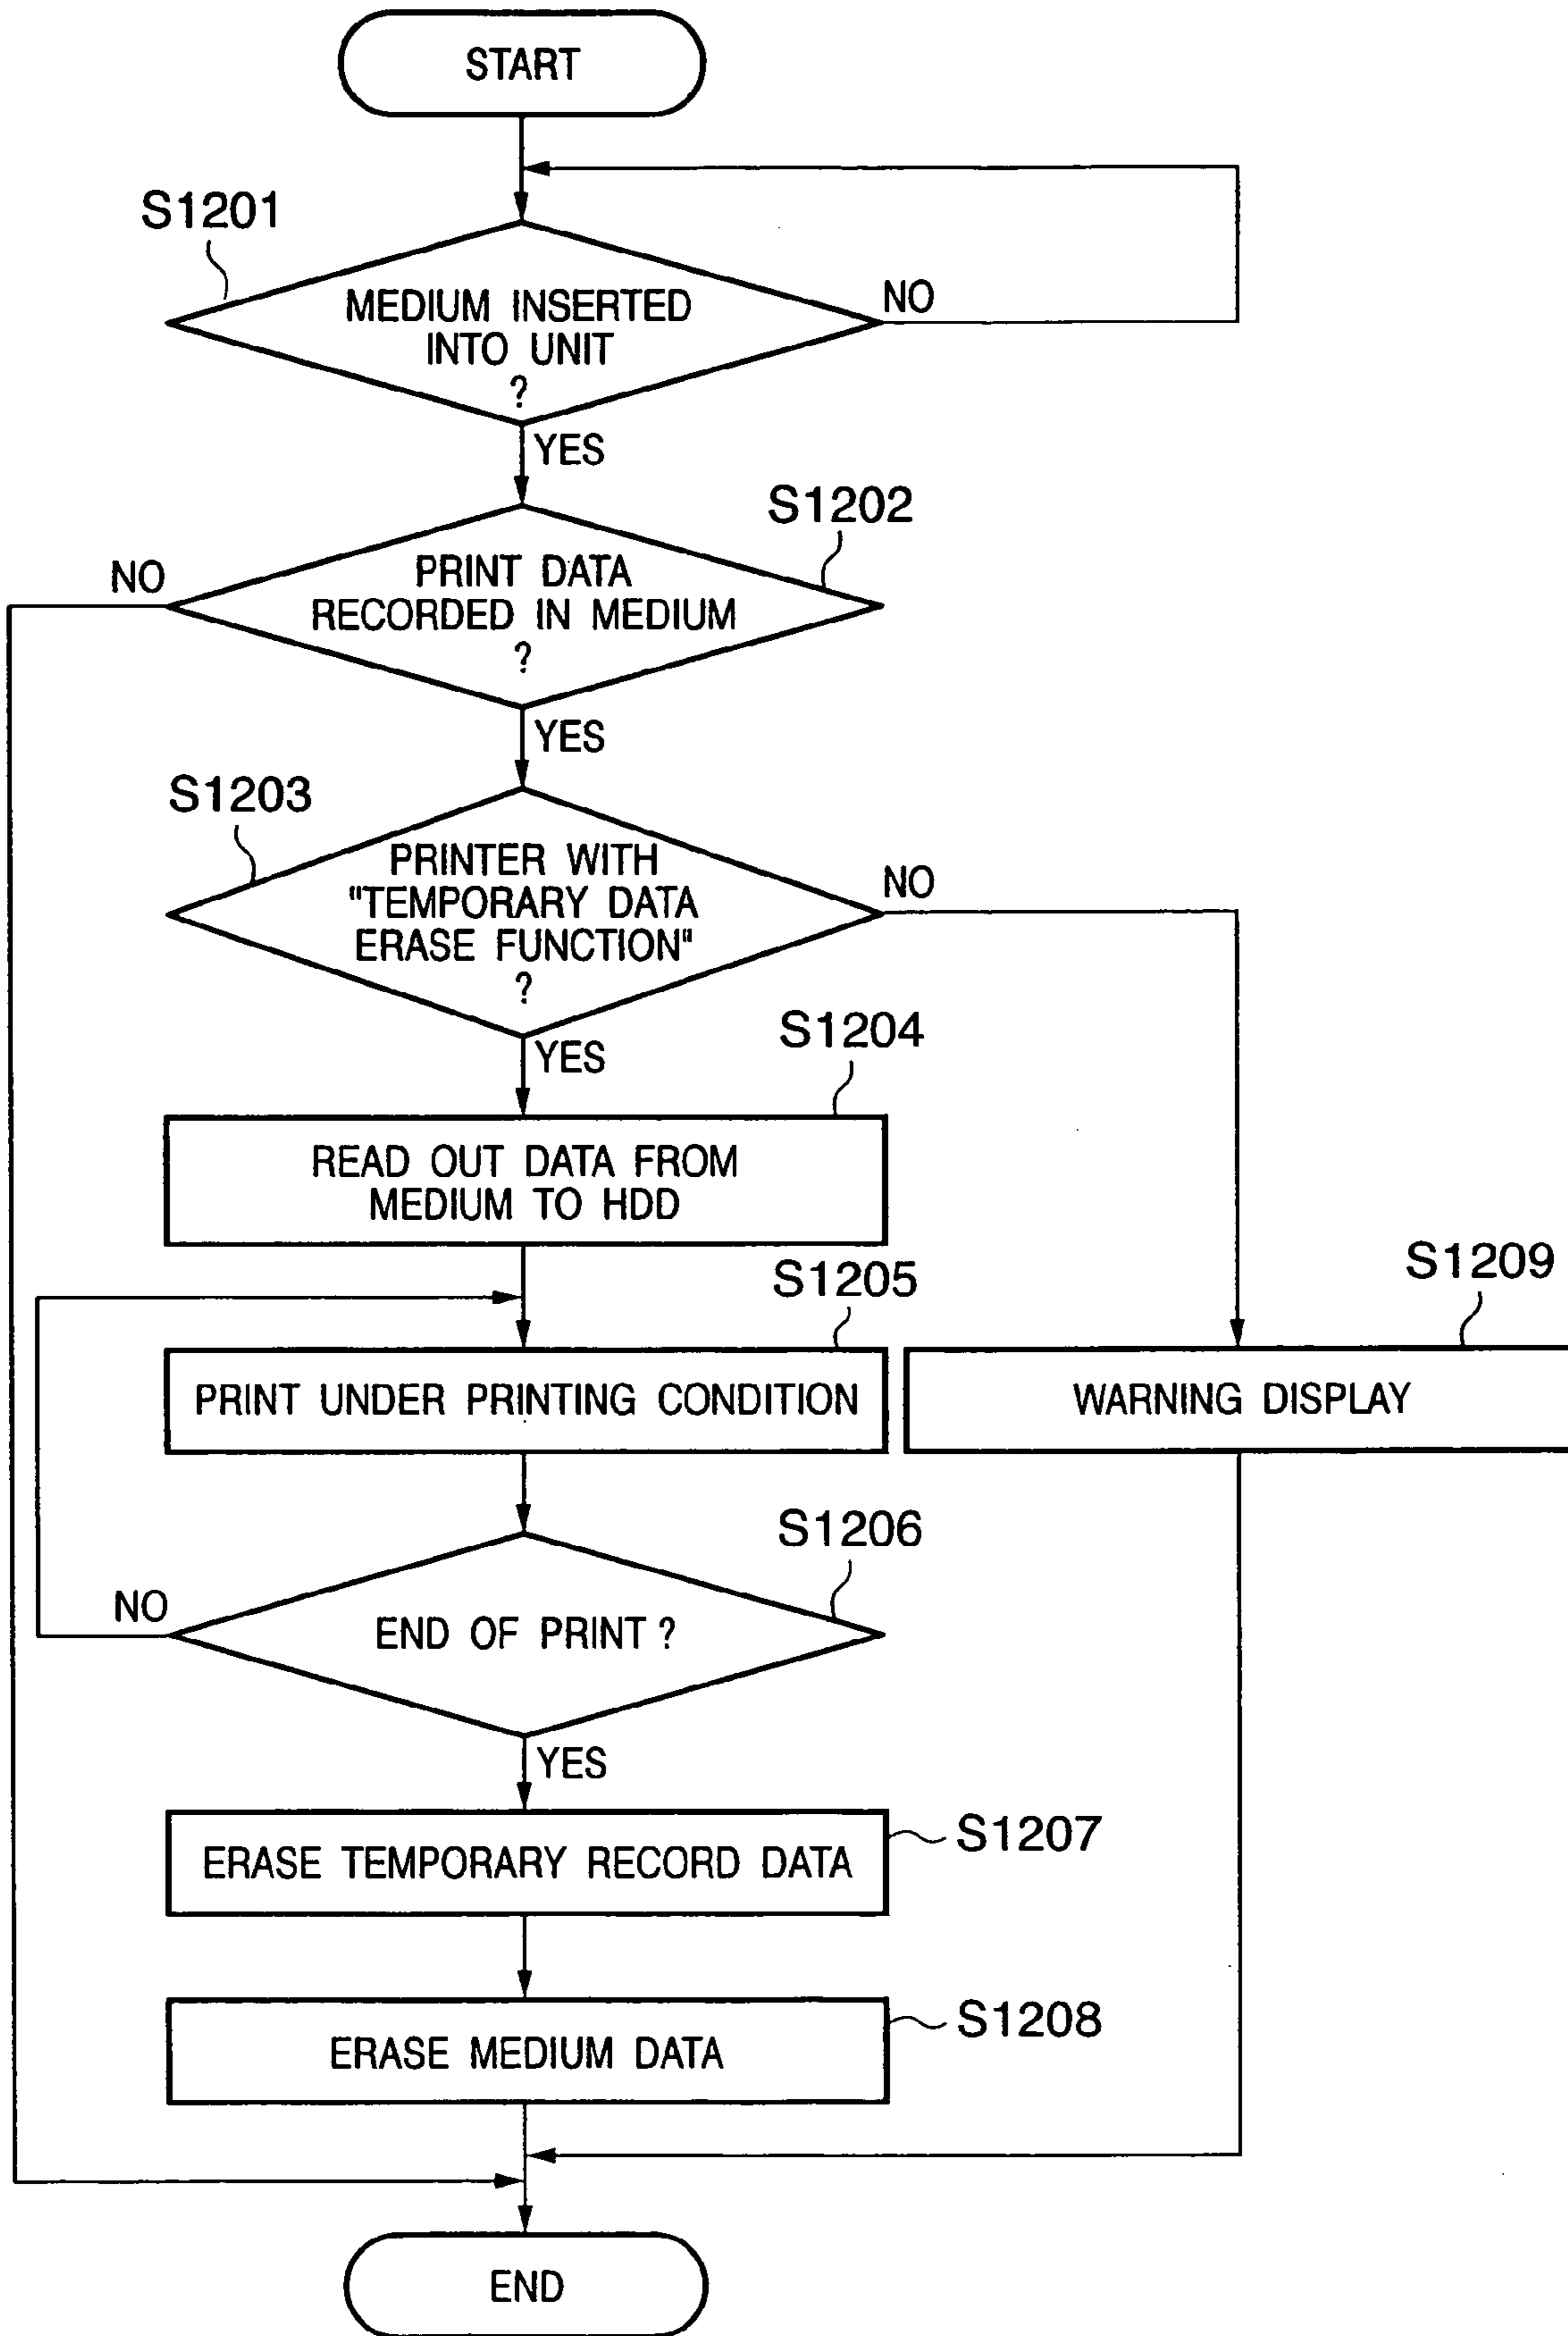 START
S1201
MEDIUM INSERTED
INTO UNIT
?
NO
YES
S1202
PRINT DATA
RECORDED IN MEDIUM
?
NO
YES
S1203
PRINTER WITH
"TEMPORARY DATA
ERASE FUNCTION"
?
NO
YES
S1204
READ OUT DATA FROM
MEDIUM TO HDD
S1205
PRINT UNDER PRINTING CONDITION
S1209
WARNING DISPLAY
S1206
END OF PRINT ?
NO
YES
ERASE TEMPORARY RECORD DATA
S1207
ERASE MEDIUM DATA
S1208
END